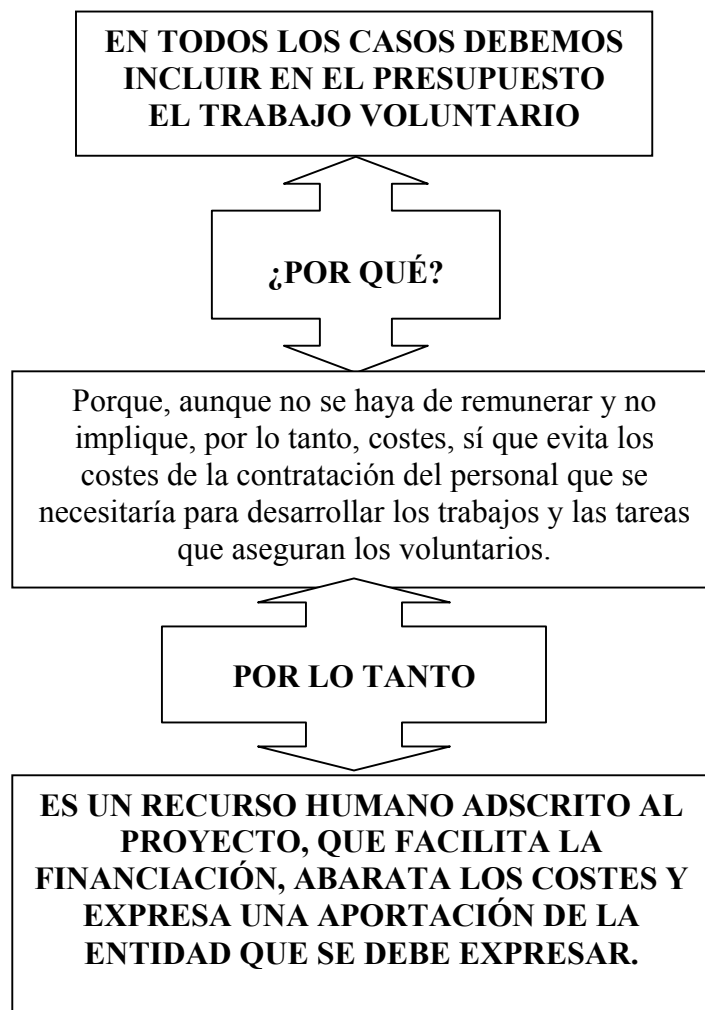 EN TODOS LOS CASOS DEBEMOS
INCLUIR EN EL PRESUPUESTO
EL TRABAJO VOLUNTARIO
¿POR QUÉ?
Porque, aunque no se haya de remunerar y no
implique, por lo tanto, costes, sí que evita los
costes de la contratación del personal que se
necesitaría para desarrollar los trabajos y las tareas
que aseguran los voluntarios.
POR LO TANTO
ES UN RECURSO HUMANO ADSCRITO AL
PROYECTO, QUE FACILITA LA
FINANCIACIÓN, ABARATA LOS COSTES Y
EXPRESA UNA APORTACIÓN DE LA
ENTIDAD QUE SE DEBE EXPRESAR.